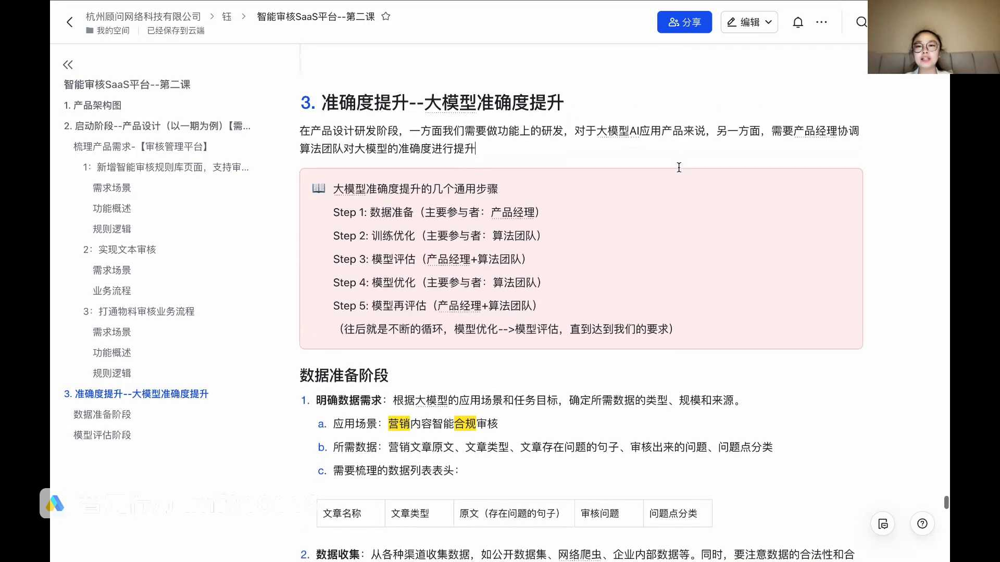 杭州顾问网络科技有限公司 > 钰 > 智能审核SaaS平台--第二课
我的空间 已经保存到云端
分享
编辑
智能审核SaaS平台--第二课
1. 产品架构图
2. 启动阶段--产品设计（以一期为例）【需...
梳理产品需求-【审核管理平台】
1：新增智能审核规则库页面，支持审...
需求场景
功能概述
规则逻辑
2：实现文本审核
需求场景
业务流程
3：打通物料审核业务流程
需求场景
功能概述
规则逻辑
3. 准确度提升--大模型准确度提升
数据准备阶段
模型评估阶段
3. 准确度提升--大模型准确度提升
在产品设计研发阶段，一方面我们需要做功能上的研发，对于大模型AI应用产品来说，另一方面，需要产品经理协调
算法团队对大模型的准确度进行提升
大模型准确度提升的几个通用步骤
Step 1: 数据准备（主要参与者：产品经理）
Step 2: 训练优化（主要参与者：算法团队）
Step 3: 模型评估（产品经理+算法团队）
Step 4: 模型优化（主要参与者：算法团队）
Step 5: 模型再评估（产品经理+算法团队）
（往后就是不断的循环，模型优化-->模型评估，直到达到我们的要求）
数据准备阶段
1. 明确数据需求：根据大模型的应用场景和任务目标，确定所需数据的类型、规模和来源。
a. 应用场景：营销内容智能合规审核
b. 所需数据：营销文章原文、文章类型、文章存在问题的句子、审核出来的问题、问题点分类
c. 需要梳理的数据列表表头：
文章名称 文章类型 原文（存在问题的句子） 审核问题 问题点分类
2. 数据收集：从各种渠道收集数据，如公开数据集、网络爬虫、企业内部数据等。同时，要注意数据的合法性和合